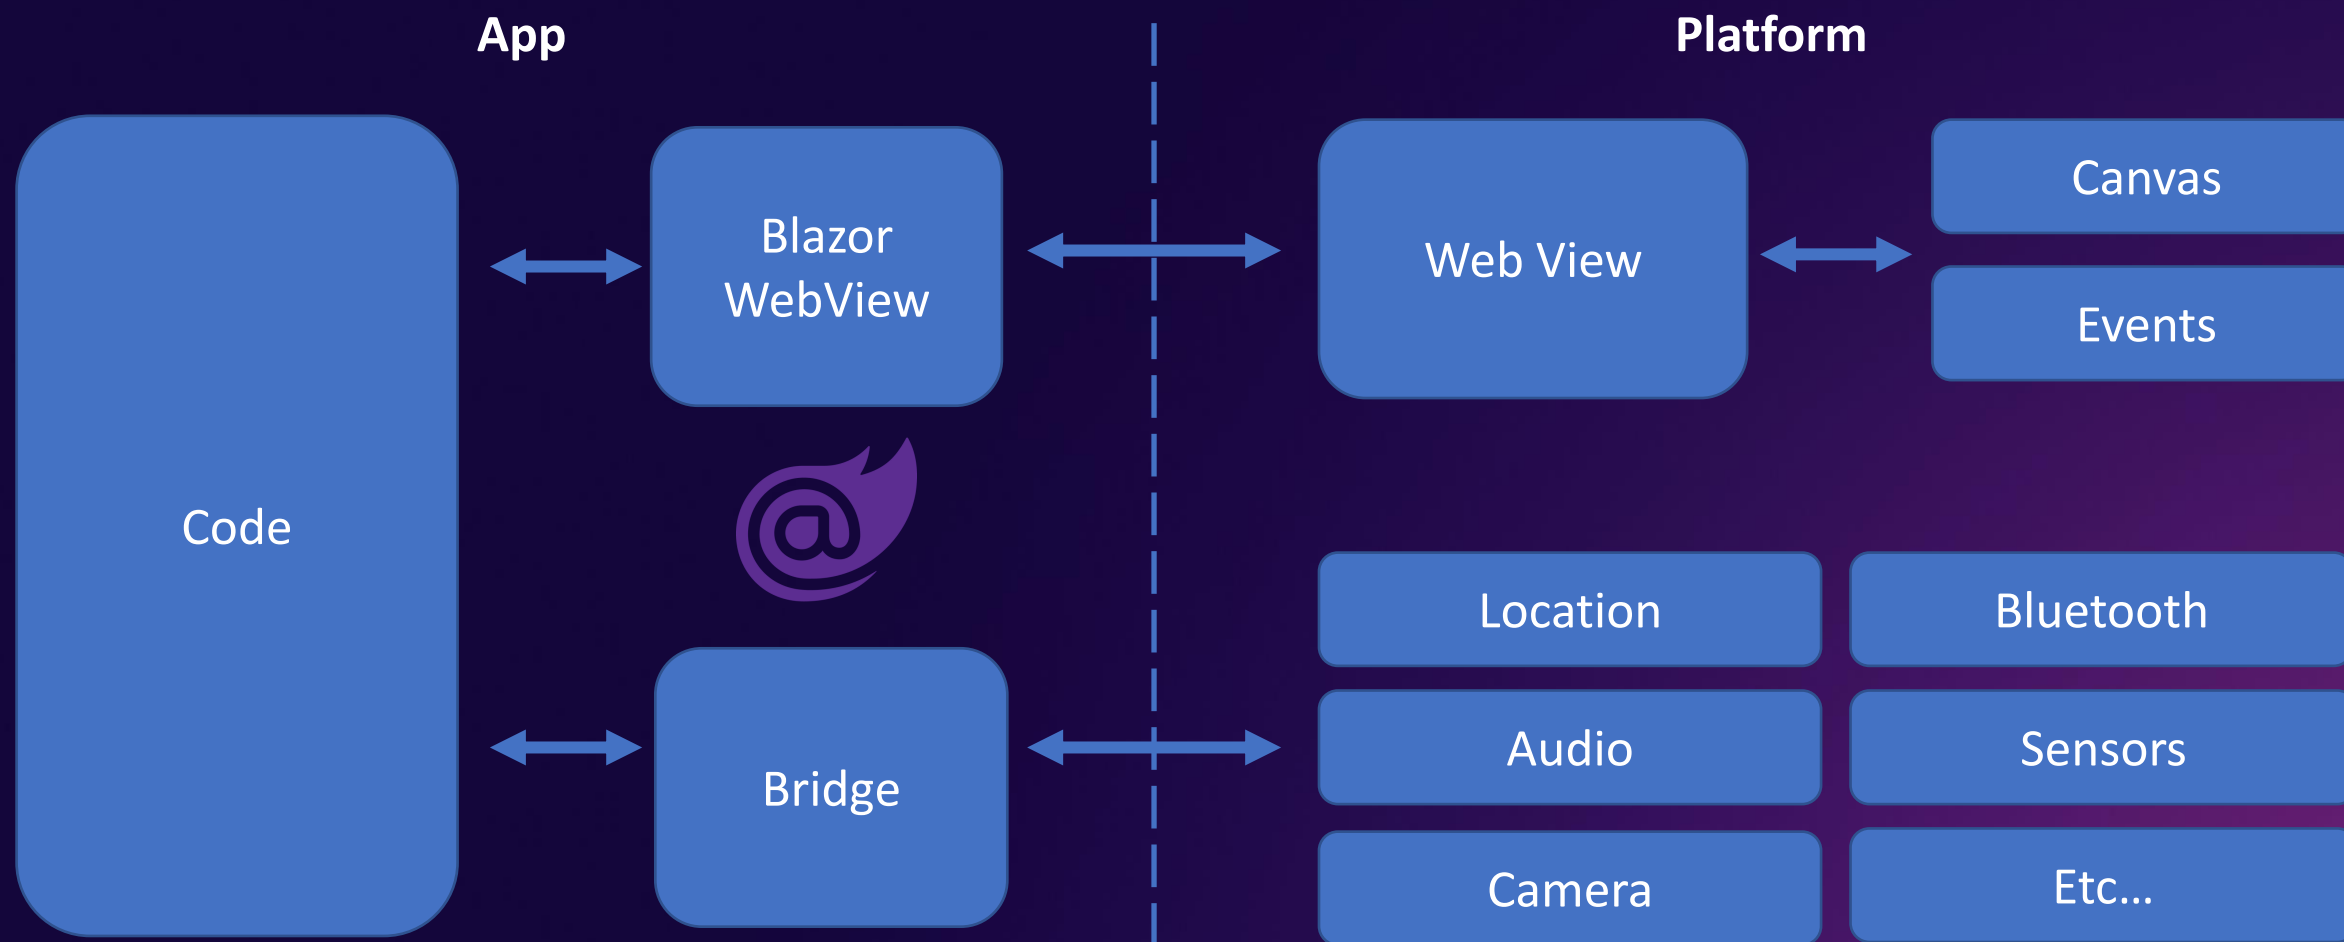 App
Platform
Code
Blazor
WebView
Web View
Canvas
Events
Bridge
Location
Bluetooth
Audio
Sensors
Camera
Etc...